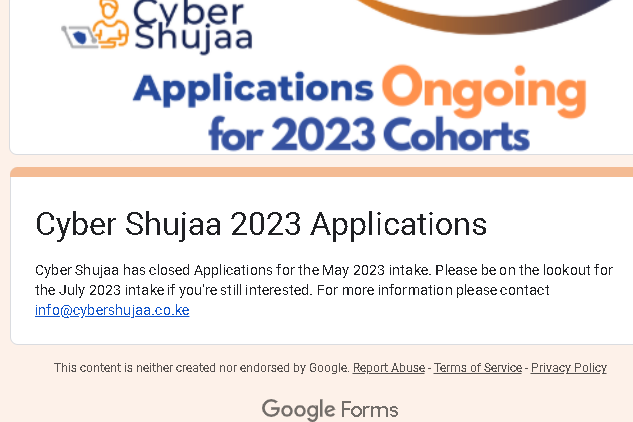 Cyber
Shujaa
Applications Ongoing
for 2023 Cohorts
Cyber Shujaa 2023 Applications
Cyber Shujaa has closed Applications for the May 2023 intake. Please be on the lookout for
the July 2023 intake if you're still interested. For more information please contact
info@cybershujaa.co.ke
This content is neither created nor endorsed by Google. Report Abuse - Terms of Service - Privacy Policy
Google Forms